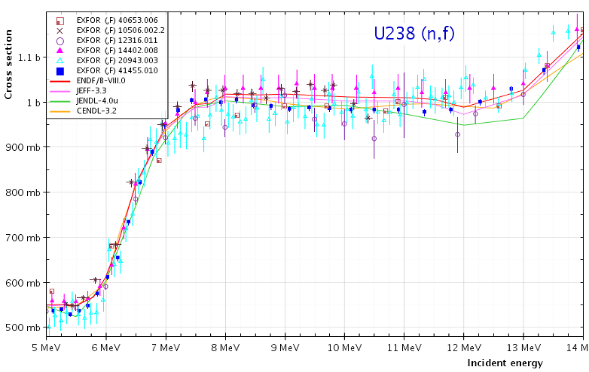 EXFOR (,F) 40653.006
EXFOR (,F) 10506.002.2
EXFOR (,F) 12316.011
EXFOR (,F) 14402.008
EXFOR (,F) 20943.003
EXFOR (,F) 41455.010
ENDF/B-VIII.0
JEFF-3.3
JENDL-4.0u
CENDL-3.2
U238 (n,f)
Cross section
1.1 b
1 b
900 mb
800 mb
700 mb
600 mb
500 mb
5 MeV 6 MeV 7 MeV 8 MeV 9 MeV 10 MeV 11 MeV 12 MeV 13 MeV 14 M
Incident energy